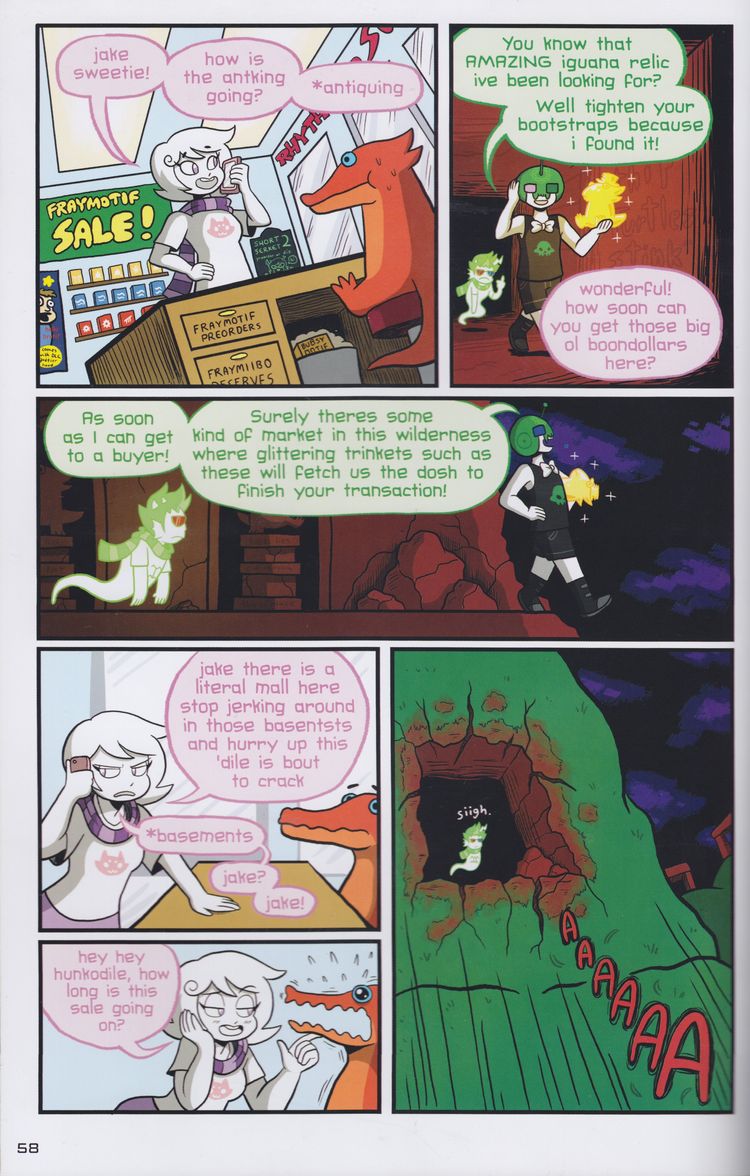 jake
sweetie!
how is
the antking
going?
*antiquing
FRAYMOTIF
SALE!
SHORT
SERKET 2
FRAYMOTIF
PREORDERS
FRAYMIIBO
RESERVES
BUBSY
You know that
AMAZING iguana relic
ive been looking for?
Well tighten your
bootstraps because
i found it!
wonderful!
how soon can
you get those big
ol boondollars
here?
As soon
as I can get
to a buyer!
Surely theres some
kind of market in this wilderness
where glittering trinkets such as
these will fetch us the dosh to
finish your transaction!
jake there is a
literal mall here
stop jerking around
in those basentsts
and hurry up this
'dile is bout
to crack
*basements
jake?
jake!
siigh.
AAAAAAA
hey hey
hunkodile, how
long is this
sale going
on?
58